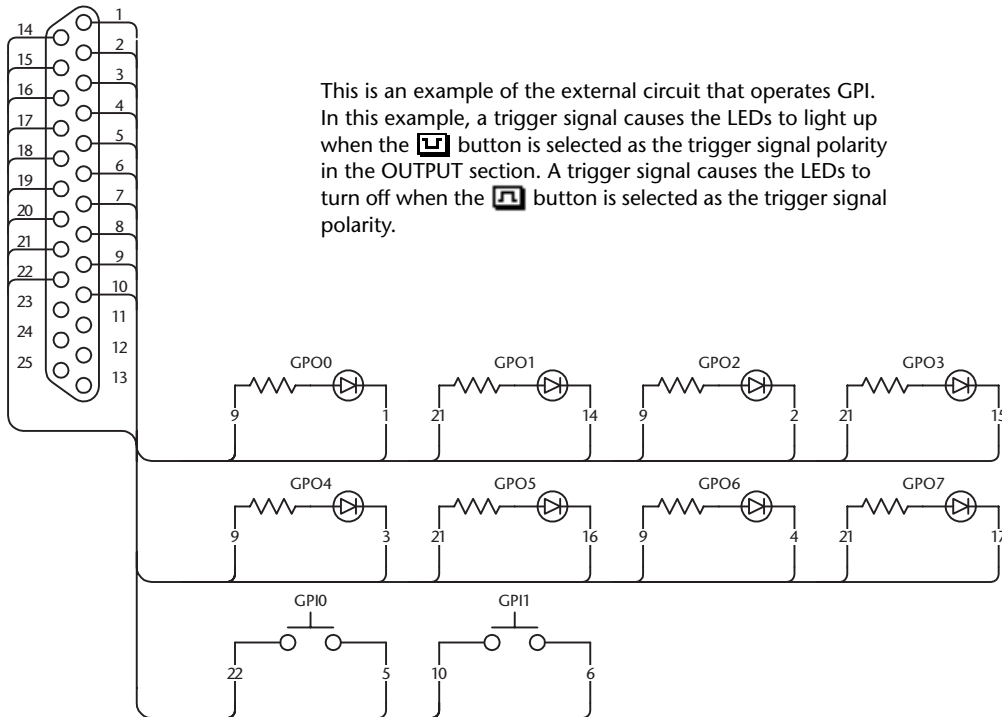 1
14
2
15
3
16
4
17
5
18
6
19
7
20
8
21
9
22
10
23
11
24
12
25
13
This is an example of the external circuit that operates GPI.
In this example, a trigger signal causes the LEDs to light up
when the button is selected as the trigger signal polarity
in the OUTPUT section. A trigger signal causes the LEDs to
turn off when the button is selected as the trigger signal
polarity.
GPO0 GPO1 GPO2 GPO3
9 1 21 14 9 2 21 15
GPO4 GPO5 GPO6 GPO7
9 3 21 16 9 4 21 17
GPI0 GPI1
22 5 10 6